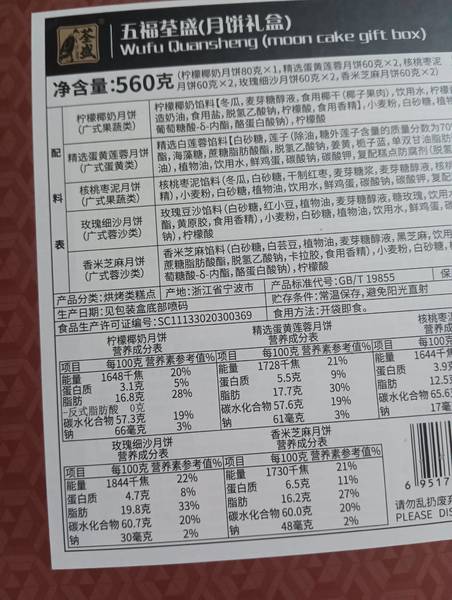 荃盛
五福荃盛(月饼礼盒)
Wufu Quansheng (moon cake gift box)
净含量:560克
(柠檬椰奶月饼80克×1,精选蛋黄莲蓉月饼60克×2,核桃枣泥
月饼60克×2,玫瑰细沙月饼60克×2,香米芝麻月饼60克×2)
配料表
柠檬椰奶月饼
(广式果蔬类)
柠檬椰奶馅料【冬瓜,麦芽糖醇液,食用椰干(椰子果肉),饮用水,柠檬
造奶油,食用盐,脱氢乙酸钠,柠檬酸,食用香精】,小麦粉,白砂糖,植物
葡萄糖酸-δ-内酯,酪蛋白酸钠),柠檬酸
精选蛋黄莲蓉月饼
(广式蛋黄类)
精选白莲蓉馅料【白砂糖,莲子(除油,糖外莲子含量的质量分数为70
酯,海藻糖,蔗糖脂肪酸酯,脱氢乙酸钠,姜黄,栀子蓝,单双甘油脂肪
油),植物油,饮用水,鲜鸡蛋,碳酸钠,碳酸钾,复配糕点防腐剂(脱氢
核桃枣泥月饼
(广式果蔬类)
核桃枣泥馅料(冬瓜,白砂糖,干制红枣,麦芽糖浆,麦芽糖醇液,核桃
精),小麦粉,白砂糖,植物油,饮用水,鲜鸡蛋,碳酸钠,碳酸钾,复配
玫瑰细沙月饼
(广式蓉沙类)
玫瑰豆沙馅料(白砂糖,红小豆,植物油,麦芽糖醇液,糖玫瑰,饮用水
酯,黄原胶,食用香精),小麦粉,白砂糖,植物油,饮用水,鲜鸡蛋,碳
钠),柠檬酸
香米芝麻月饼
(广式蓉沙类)
香米芝麻馅料(白砂糖,白芸豆,植物油,麦芽糖醇液,黑芝麻,饮用
蔗糖脂肪酸酯,脱氢乙酸钠,卡拉胶,食用香精),小麦粉,白砂糖,
葡萄糖酸-δ-内酯,酪蛋白酸钠),柠檬酸
产品分类:烘烤类糕点 产地:浙江省宁波市 产品标准代号:GB/T 19855 保
生产日期:见包装盒底部喷码 贮存条件:常温保存,避免阳光直射
食品生产许可证编号:SC11133020300369 食用方法:开袋即食。
柠檬椰奶月饼
营养成分表
项目 每100克 营养素参考值%
能量 1648千焦 20%
蛋白质 3.1克 5%
脂肪 16.8克 28%
-反式脂肪酸 0克
碳水化合物 57.3克 19%
钠 66毫克 3%
精选蛋黄莲蓉月饼
营养成分表
项目 每100克 营养素参考值%
能量 1728千焦 21%
蛋白质 5.5克 9%
脂肪 17.7克 30%
碳水化合物 57.6克 19%
钠 61毫克 3%
核桃枣泥
营养成
项目 每100克
能量 1644千焦
蛋白质 3.9
脂肪 12.5
碳水化合物 65.6
钠 17毫
玫瑰细沙月饼
营养成分表
项目 每100克 营养素参考值%
能量 1844千焦 22%
蛋白质 4.7克 8%
脂肪 19.8克 33%
碳水化合物 60.7克 20%
钠 30毫克 2%
香米芝麻月饼
营养成分表
项目 每100克 营养素参考值%
能量 1730千焦 21%
蛋白质 6.5克 11%
脂肪 16.2克 27%
碳水化合物 60.0克 20%
钠 48毫克 2%
6 9517
请勿乱扔废弃
PLEASE DIS